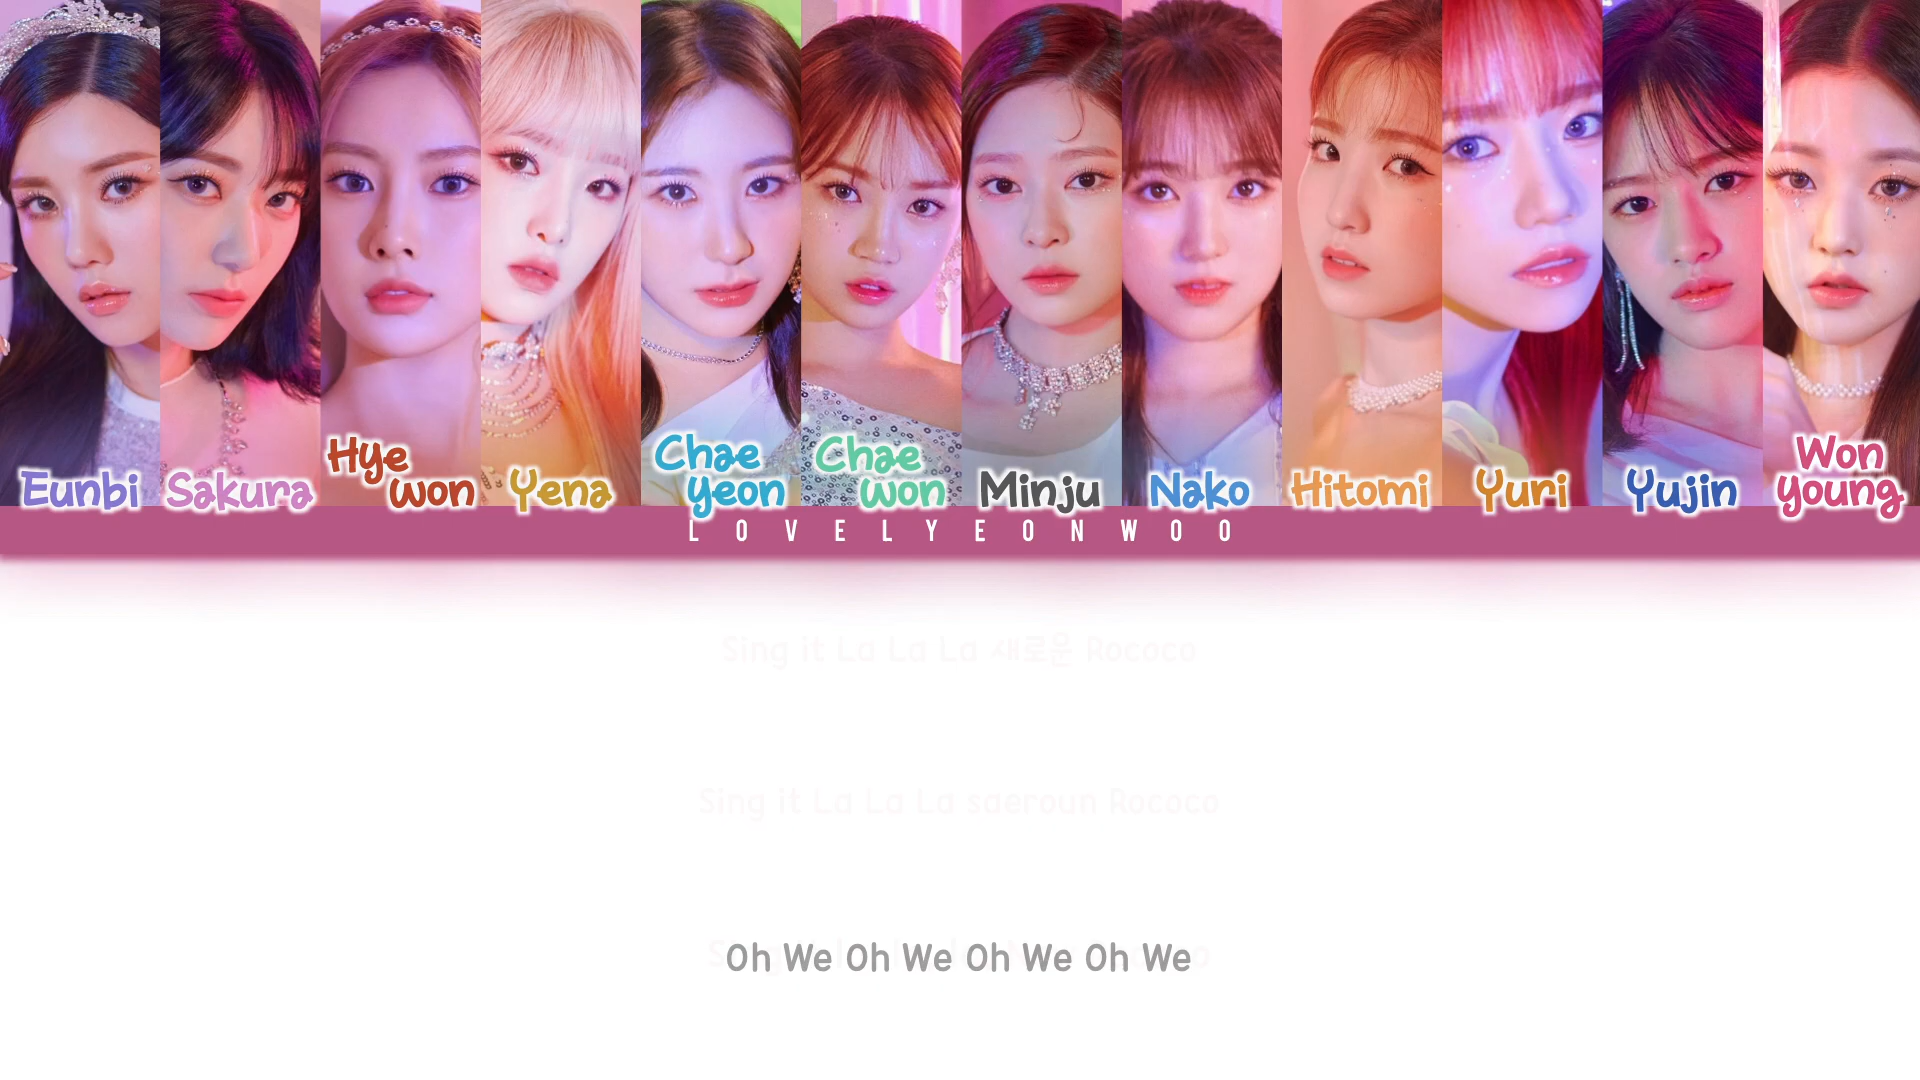 Eunbi
Sakura
Hye
won
Yena
Chae
yeon
Chae
won
Minju
Nako
Hitomi
Yuri
Yujin
Won
young
LOVELYEONWOO
Sing it La La La 새로운 Rococo
Sing it La La La saeroun Rococo
Oh We Oh We Oh We Oh We